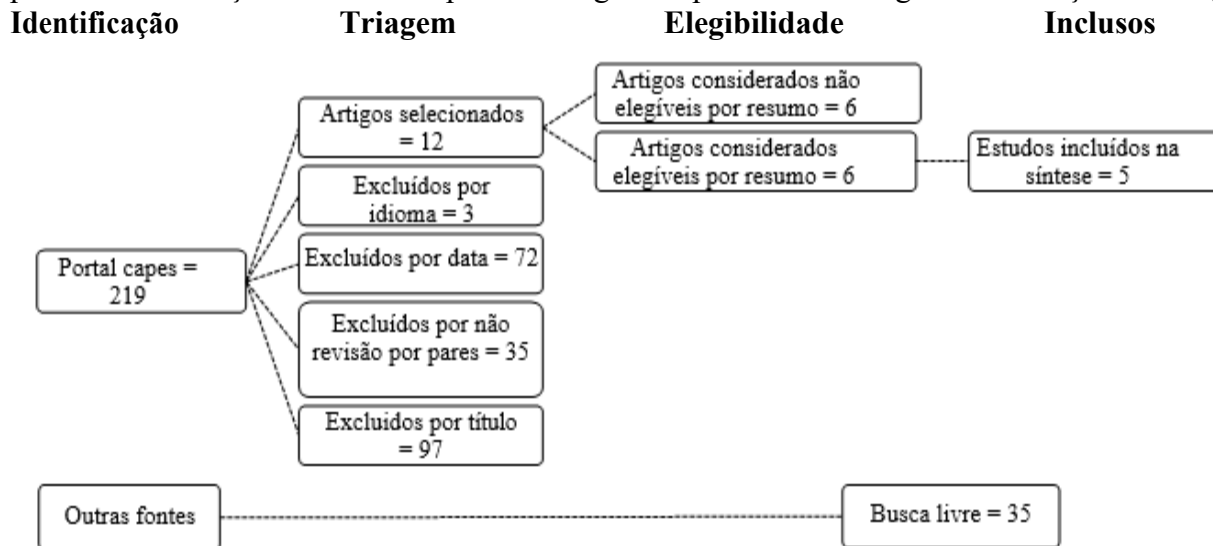 Identificação Triagem Elegibilidade Inclusos
Artigos selecionados
= 12
Excluídos por
idioma = 3
Excluídos por data = 72
Excluídos por não
revisão por pares = 35
Excluidos por título
= 97
Portal capes =
219
Artigos considerados não
elegíveis por resumo = 6
Artigos considerados
elegíveis por resumo = 6
Estudos incluídos na
síntese = 5
Outras fontes
Busca livre = 35